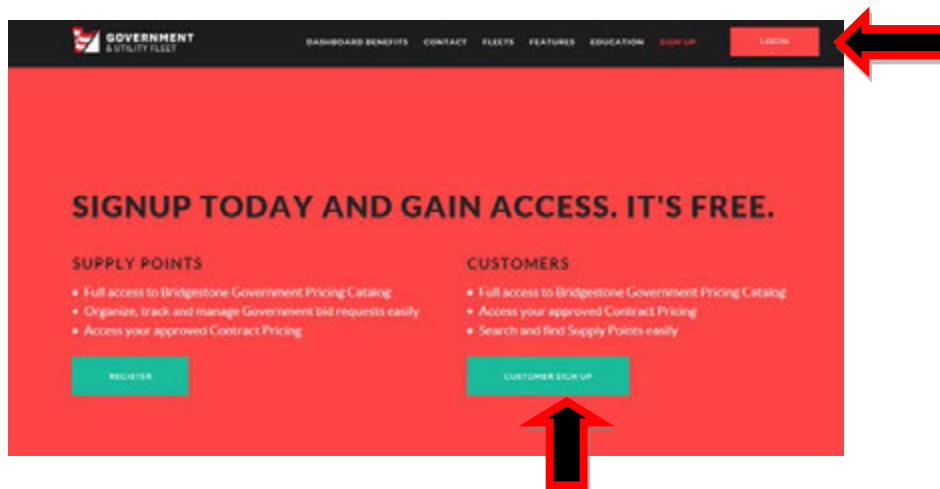 GOVERNMENT
& UTILITY FLEET
DASHBOARD BENEFITS CONTACT FLEETS FEATURES EDUCATION SIGN UP LOGIN
SIGNUP TODAY AND GAIN ACCESS. IT'S FREE.
SUPPLY POINTS
• Full access to Bridgestone Government Pricing Catalog
• Organize, track and manage Government bid requests easily
• Access your approved Contract Pricing
REGISTER
CUSTOMERS
• Full access to Bridgestone Government Pricing Catalog
• Access your approved Contract Pricing
• Search and find Supply Points easily
CUSTOMER SIGN UP